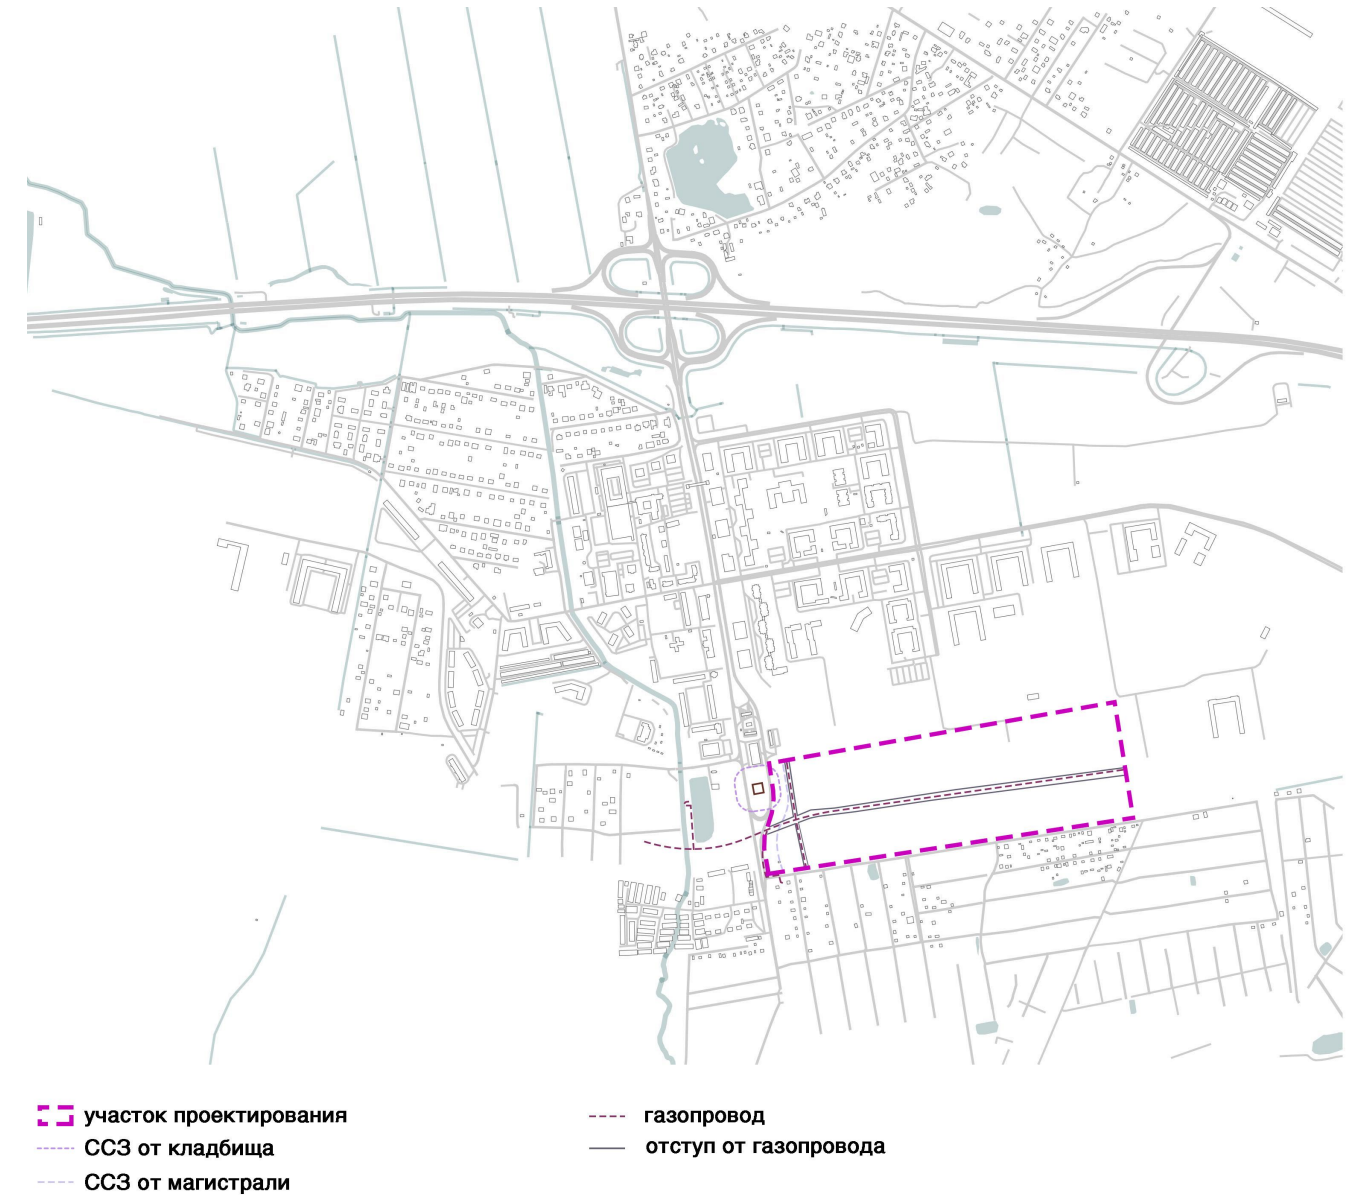 участок проектирования
ССЗ от кладбища
ССЗ от магистрали
газопровод
отступ от газопровода